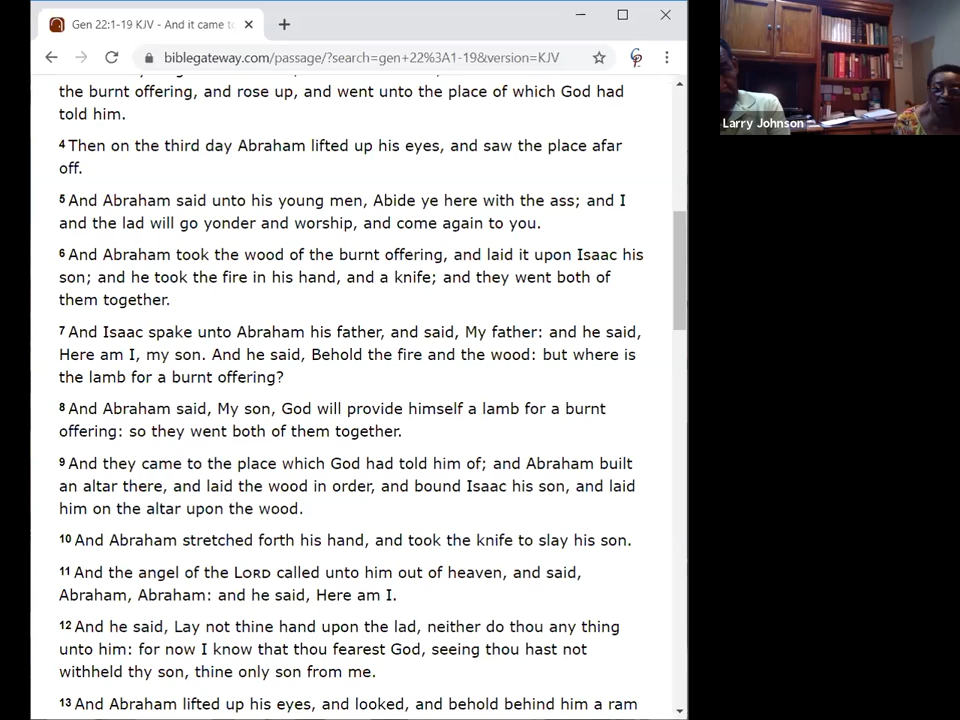 Gen 22:1-19 KJV - And it came to
biblegateway.com/passage/?search=gen+22%3A1-19&version=KJV
the burnt offering, and rose up, and went unto the place of which God had
told him.
4 Then on the third day Abraham lifted up his eyes, and saw the place afar
off.
5 And Abraham said unto his young men, Abide ye here with the ass; and I
and the lad will go yonder and worship, and come again to you.
6 And Abraham took the wood of the burnt offering, and laid it upon Isaac his
son; and he took the fire in his hand, and a knife; and they went both of
them together.
7 And Isaac spake unto Abraham his father, and said, My father: and he said,
Here am I, my son. And he said, Behold the fire and the wood: but where is
the lamb for a burnt offering?
8 And Abraham said, My son, God will provide himself a lamb for a burnt
offering: so they went both of them together.
9 And they came to the place which God had told him of; and Abraham built
an altar there, and laid the wood in order, and bound Isaac his son, and laid
him on the altar upon the wood.
10 And Abraham stretched forth his hand, and took the knife to slay his son.
11 And the angel of the LORD called unto him out of heaven, and said,
Abraham, Abraham: and he said, Here am I.
12 And he said, Lay not thine hand upon the lad, neither do thou any thing
unto him: for now I know that thou fearest God, seeing thou hast not
withheld thy son, thine only son from me.
13 And Abraham lifted up his eyes, and looked, and behold behind him a ram
Larry Johnson